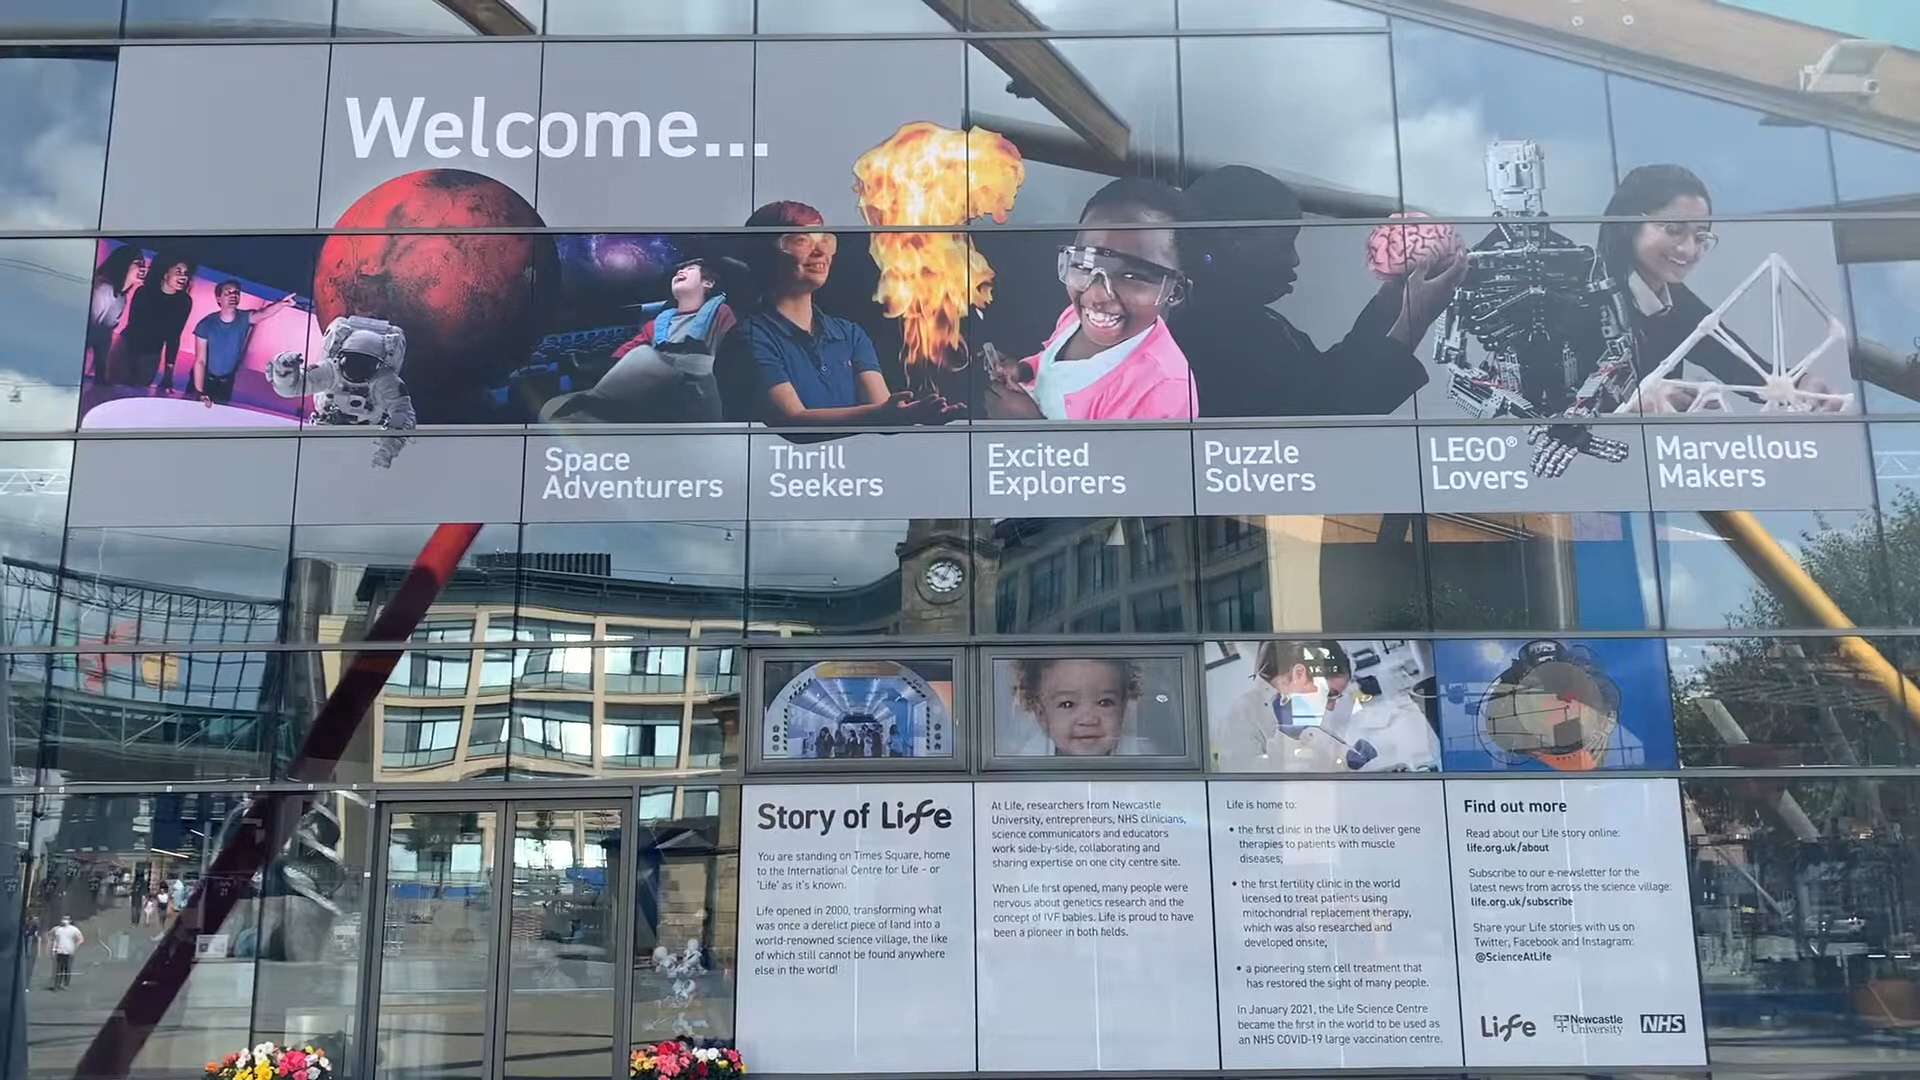 Welcome...
Space
Adventurers
Thrill
Seekers
Excited
Explorers
Puzzle
Solvers
LEGO®
Lovers
Marvellous
Makers
Story of Life
You are standing on Times Square, home
to the International Centre for Life – or
'Life' as it's known.
Life opened in 2000, transforming what
was once a derelict piece of land into a
world-renowned science village, the like
of which still cannot be found anywhere
else in the world!
At Life, researchers from Newcastle
University, entrepreneurs, NHS clinicians,
science communicators and educators
work side-by-side, collaborating and
sharing expertise on one city centre site.
When Life first opened, many people were
nervous about genetics research and the
concept of IVF babies. Life is proud to have
been a pioneer in both fields.
Life is home to:
• the first clinic in the UK to deliver gene
therapies to patients with muscle
diseases;
• the first fertility clinic in the world
licensed to treat patients using
mitochondrial replacement therapy,
which was also researched and
developed onsite;
• a pioneering stem cell treatment that
has restored the sight of many people.
In January 2021, the Life Science Centre
became the first in the world to be used as
an NHS COVID-19 large vaccination centre.
Find out more
Read about our Life story online:
life.org.uk/about
Subscribe to our e-newsletter for the
latest news from across the science village:
life.org.uk/subscribe
Share your Life stories with us on
Twitter, Facebook and Instagram:
@ScienceAtLife
Life
Newcastle
University
NHS